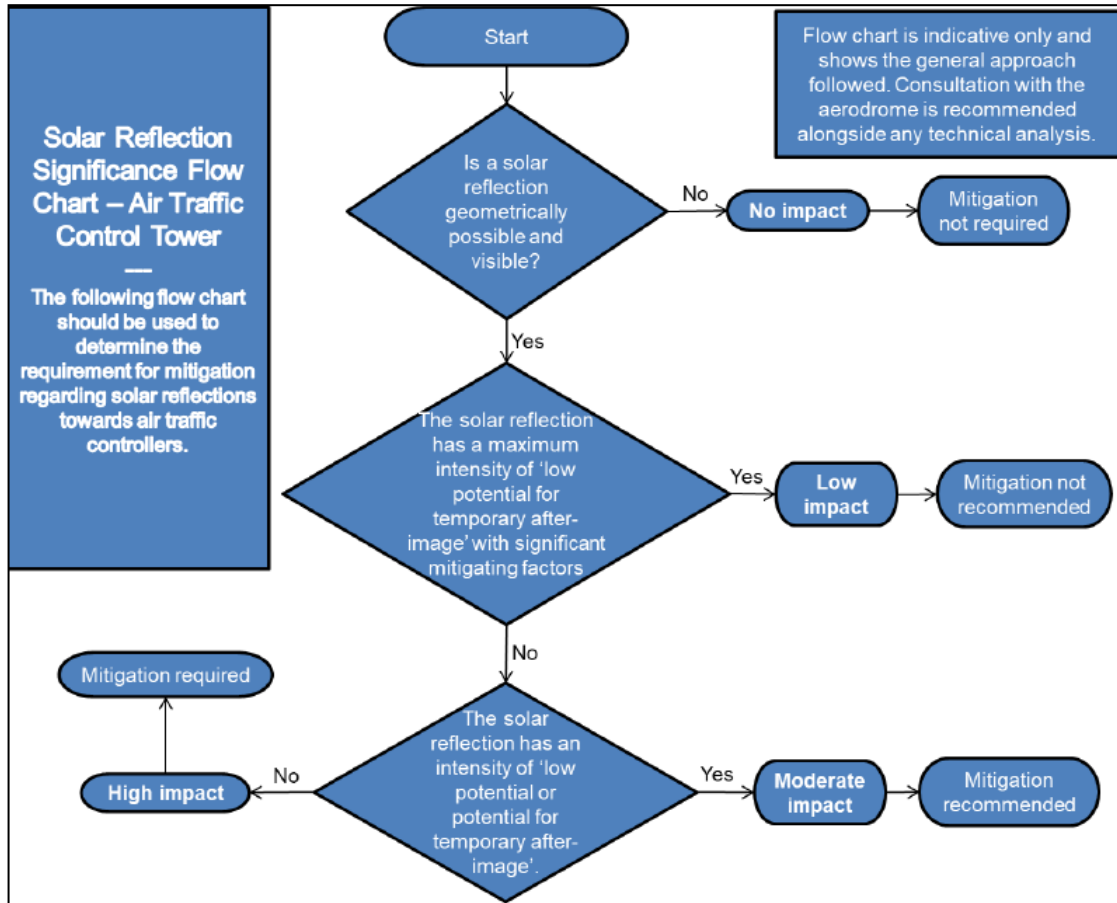 Solar Reflection
Significance Flow
Chart – Air Traffic
Control Tower
—
The following flow chart
should be used to
determine the
requirement for mitigation
regarding solar reflections
towards air traffic
controllers.
Start
Flow chart is indicative only and
shows the general approach
followed. Consultation with the
aerodrome is recommended
alongside any technical analysis.
Is a solar
reflection
geometrically
possible and
visible?
No
No impact
Mitigation
not required
Yes
The solar reflection
has a maximum
intensity of ‘low
potential for
temporary after-
image’ with significant
mitigating factors
Yes
Low
impact
Mitigation not
recommended
No
The solar
reflection has an
intensity of ‘low
potential or
potential for
temporary after-
image’.
No
High impact
Mitigation required
Yes
Moderate
impact
Mitigation
recommended